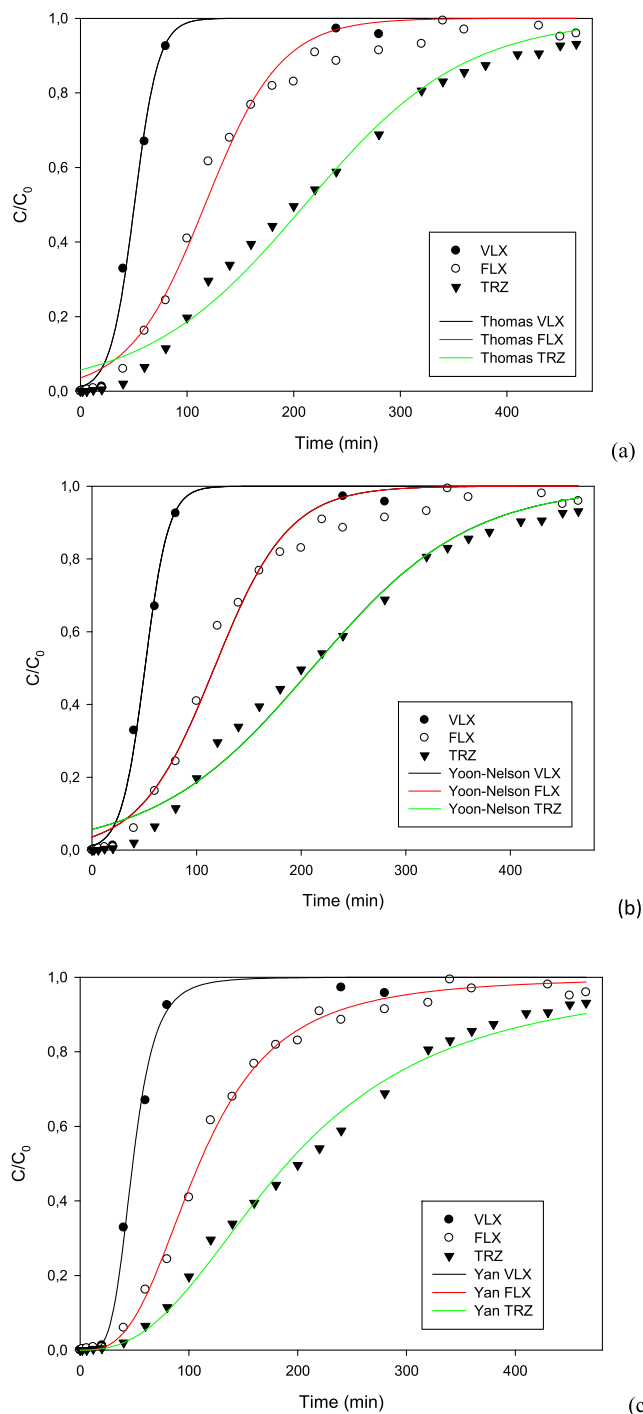 1,0
0,8
0,6
0,4
0,2
0,0
C/C0
0
100
200
300
400
Time (min)
VLX
FLX
TRZ
Thomas VLX
Thomas FLX
Thomas TRZ
(a)
1,0
0,8
0,6
0,4
0,2
0,0
C/C0
0
100
200
300
400
Time (min)
VLX
FLX
TRZ
Yoon-Nelson VLX
Yoon-Nelson FLX
Yoon-Nelson TRZ
(b)
1,0
0,8
0,6
0,4
0,2
0,0
C/C0
0
100
200
300
400
Time (min)
VLX
FLX
TRZ
Yan VLX
Yan FLX
Yan TRZ
(c